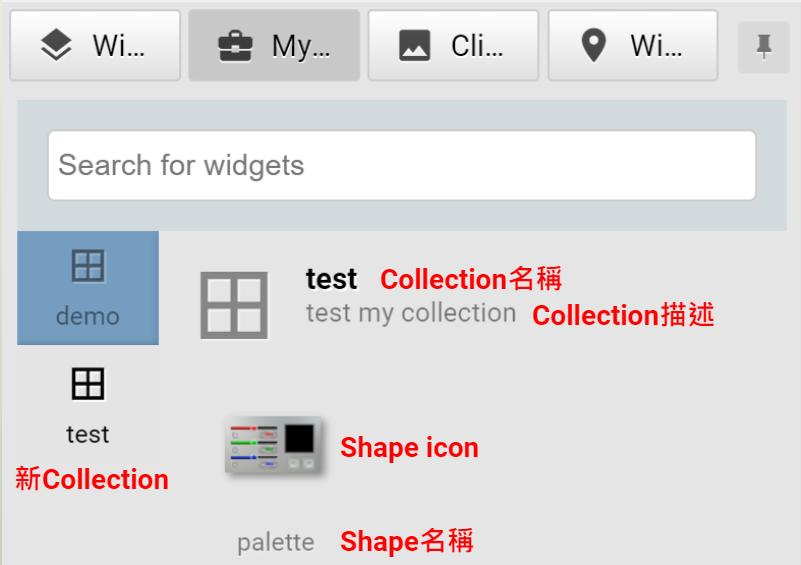 Wi... My... Cli... Wi...
Search for widgets
demo
test
新Collection
test Collection名稱
test my collection Collection描述
Shape icon
palette Shape名稱